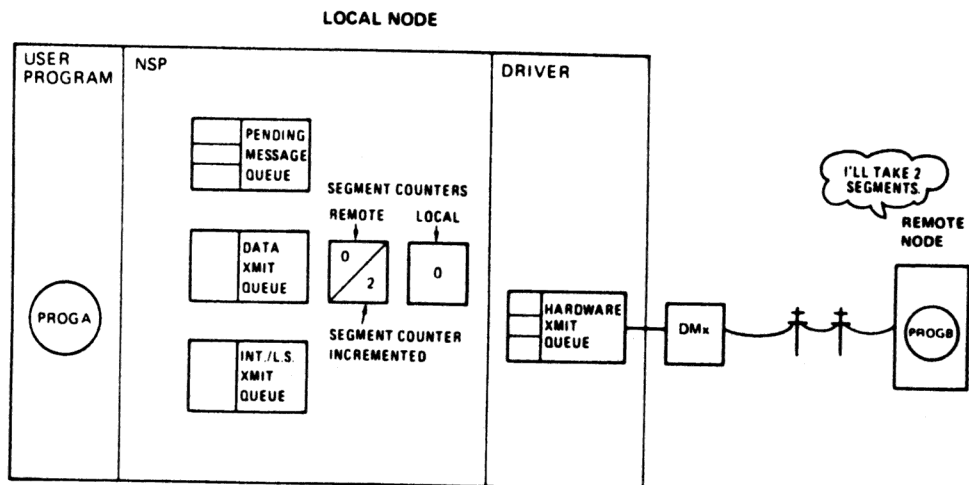 LOCAL NODE
USER
PROGRAM
NSP
DRIVER
PENDING
MESSAGE
QUEUE
SEGMENT COUNTERS
REMOTE
LOCAL
DATA
XMIT
QUEUE
0
2
0
SEGMENT COUNTER
INCREMENTED
INT./L.S.
XMIT
QUEUE
PROGA
HARDWARE
XMIT
QUEUE
DMx
I'LL TAKE 2
SEGMENTS.
REMOTE
NODE
PROGB